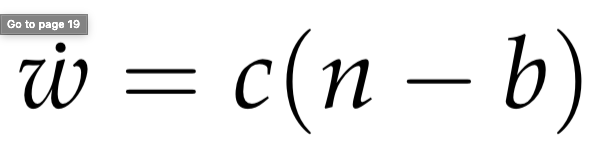 Go to page 19
ẇ = c(n − b)